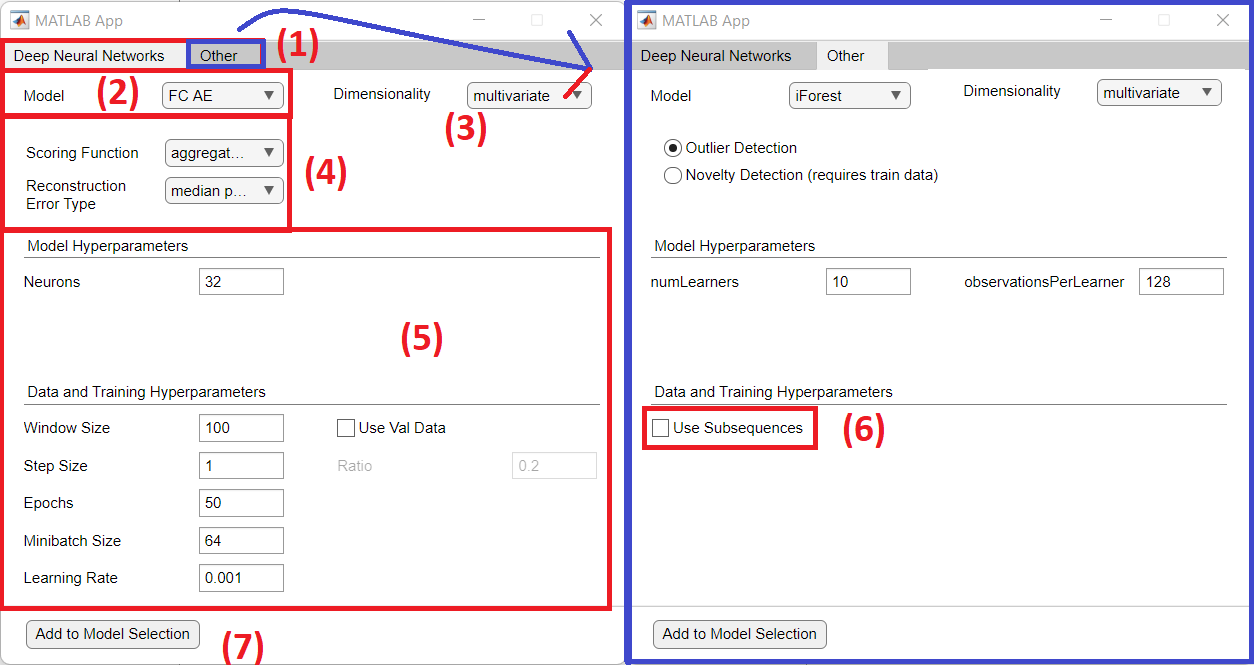 MATLAB App
Deep Neural Networks Other (1)
Model (2) FC AE Dimensionality multivariate
(3)
Scoring Function aggregat...
(4)
Reconstruction Error Type median p...
Model Hyperparameters
Neurons 32
(5)
Data and Training Hyperparameters
Window Size 100 Use Val Data
Step Size 1 Ratio 0.2
Epochs 50
Minibatch Size 64
Learning Rate 0.001
Add to Model Selection (7)
MATLAB App
Deep Neural Networks Other
Model iForest Dimensionality multivariate
Outlier Detection
Novelty Detection (requires train data)
Model Hyperparameters
numLearners 10 observationsPerLearner 128
Data and Training Hyperparameters
Use Subsequences (6)
Add to Model Selection